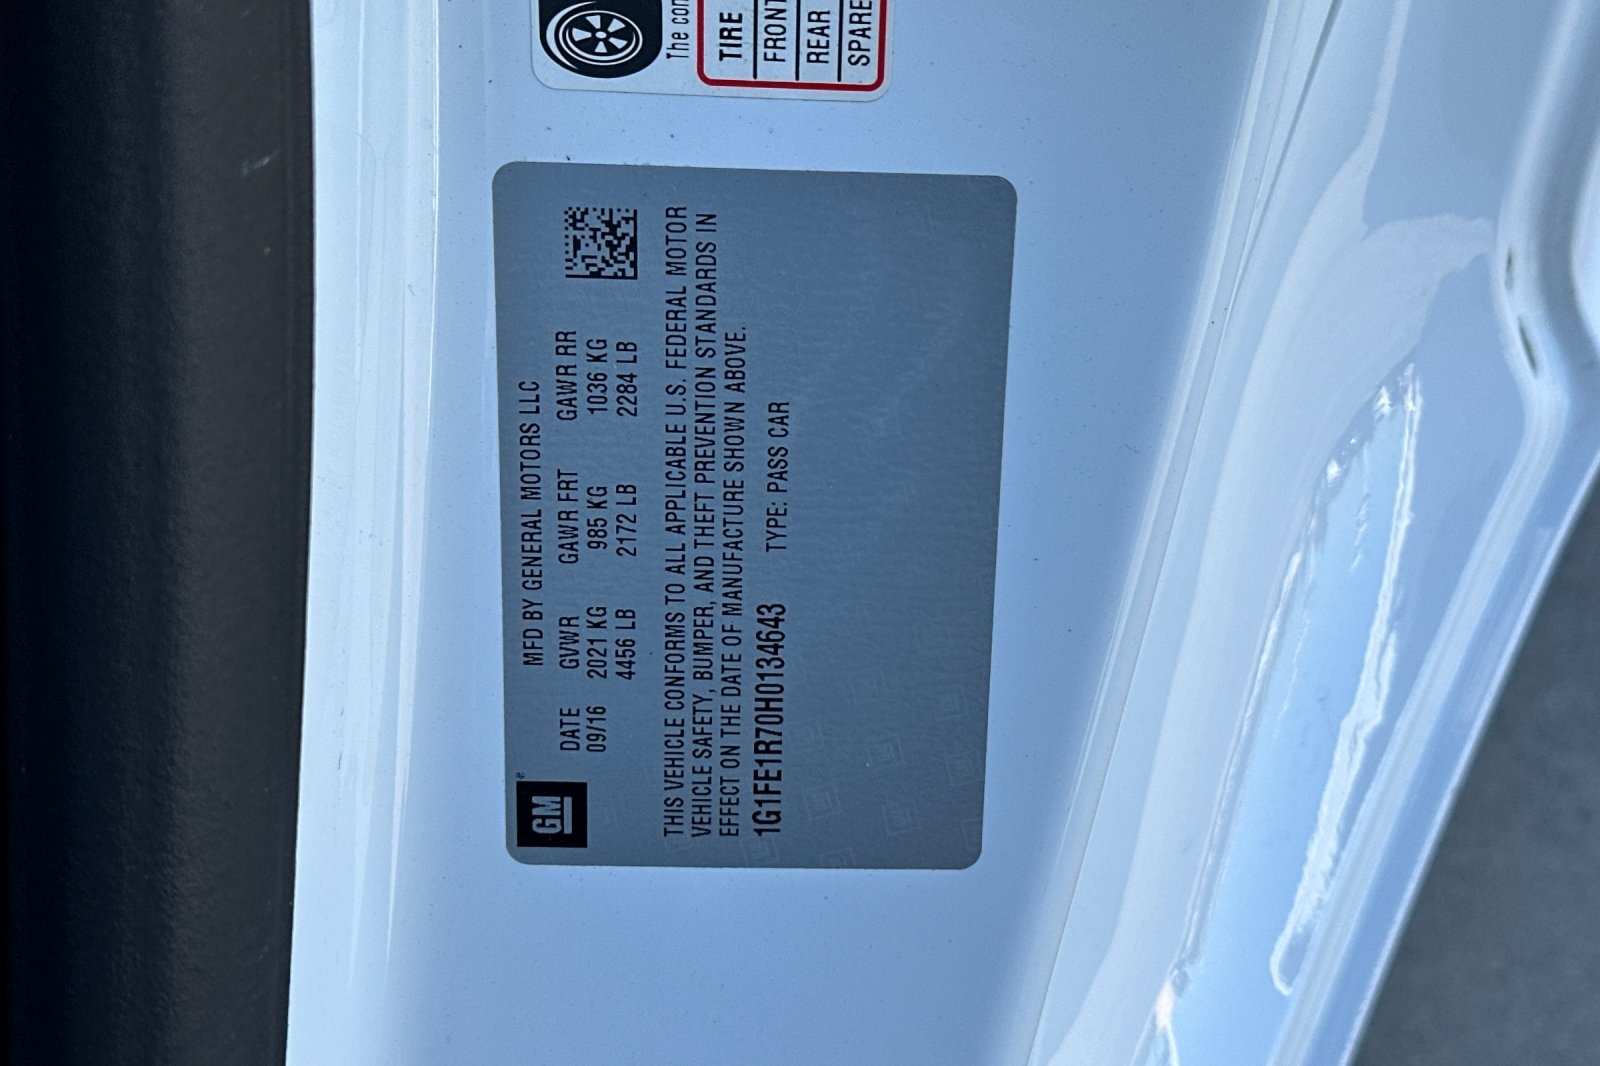 The con
TIRE
FRONT
REAR
SPARE
GM®
MFD BY GENERAL MOTORS LLC
DATE GVWR GAWR FRT GAWR RR
09/16 2021 KG 985 KG 1036 KG
4456 LB 2172 LB 2284 LB
THIS VEHICLE CONFORMS TO ALL APPLICABLE U.S. FEDERAL MOTOR
VEHICLE SAFETY, BUMPER, AND THEFT PREVENTION STANDARDS IN
EFFECT ON THE DATE OF MANUFACTURE SHOWN ABOVE.
1G1FE1R70H0134643 TYPE: PASS CAR